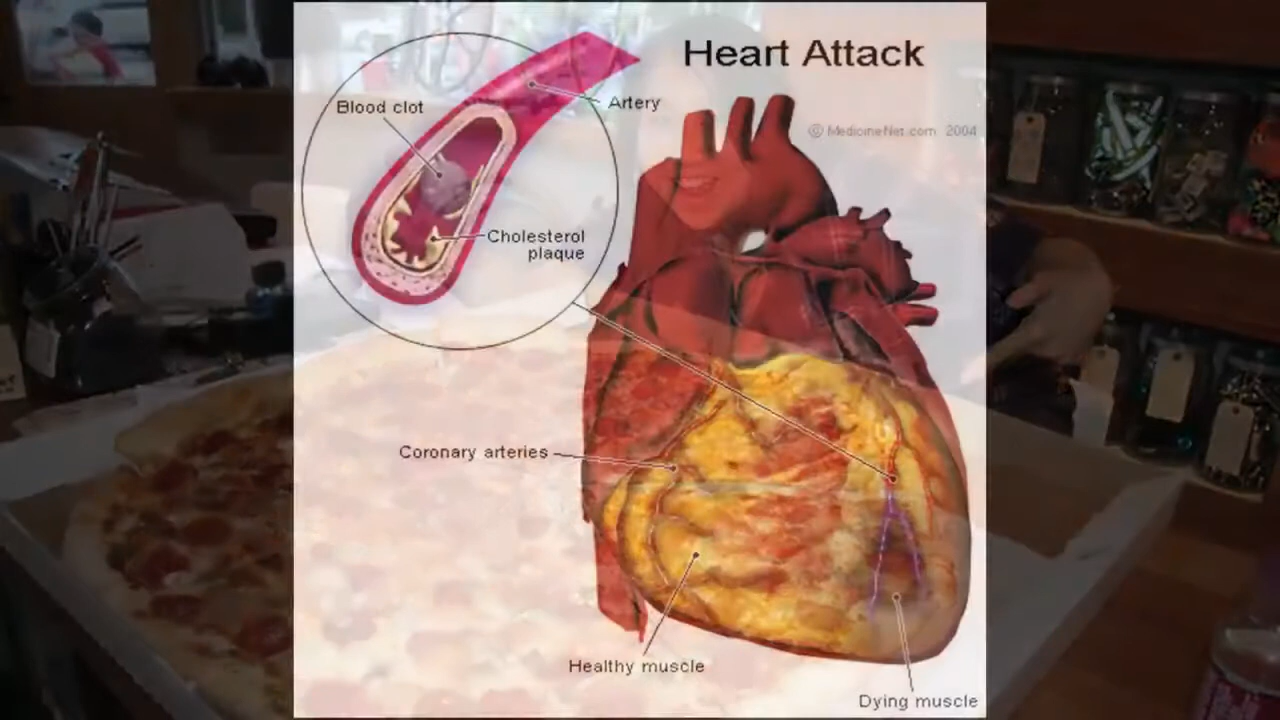 Heart Attack
Blood clot
Artery
© MedicineNet.com 2004
Cholesterol
plaque
Coronary arteries
Healthy muscle
Dying muscle